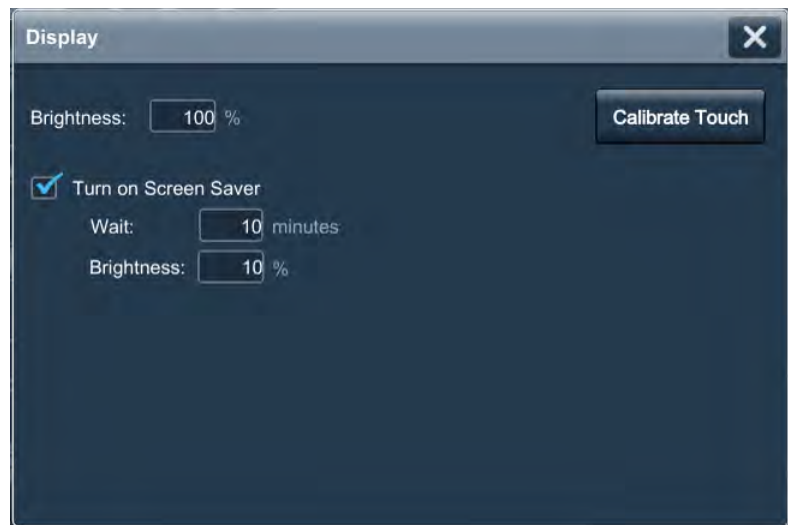 Display
Brightness: 100 %
Calibrate Touch
Turn on Screen Saver
Wait: 10 minutes
Brightness: 10 %